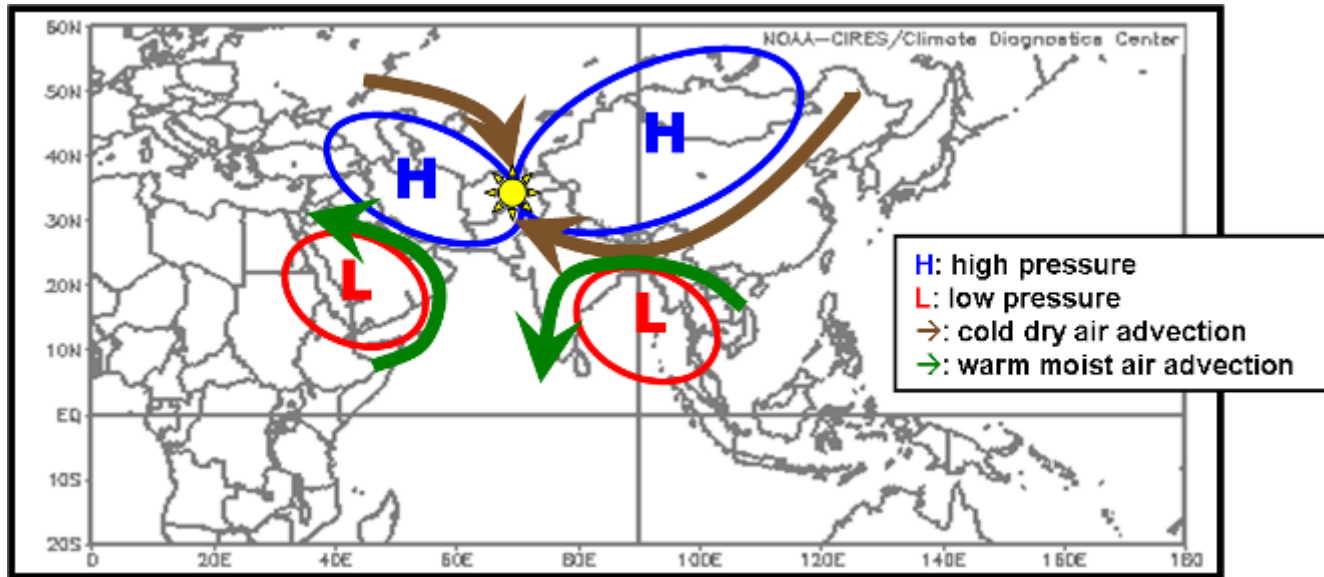 50N
NOAA-CIRES/Climate Diagnostics Center
50N
40N
30N
20N
10N
EQ
10S
20S
H
H
L
L
H: high pressure
L: low pressure
→: cold dry air advection
→: warm moist air advection
0
20E
40E
60E
80E
100E
120E
140E
160E
180